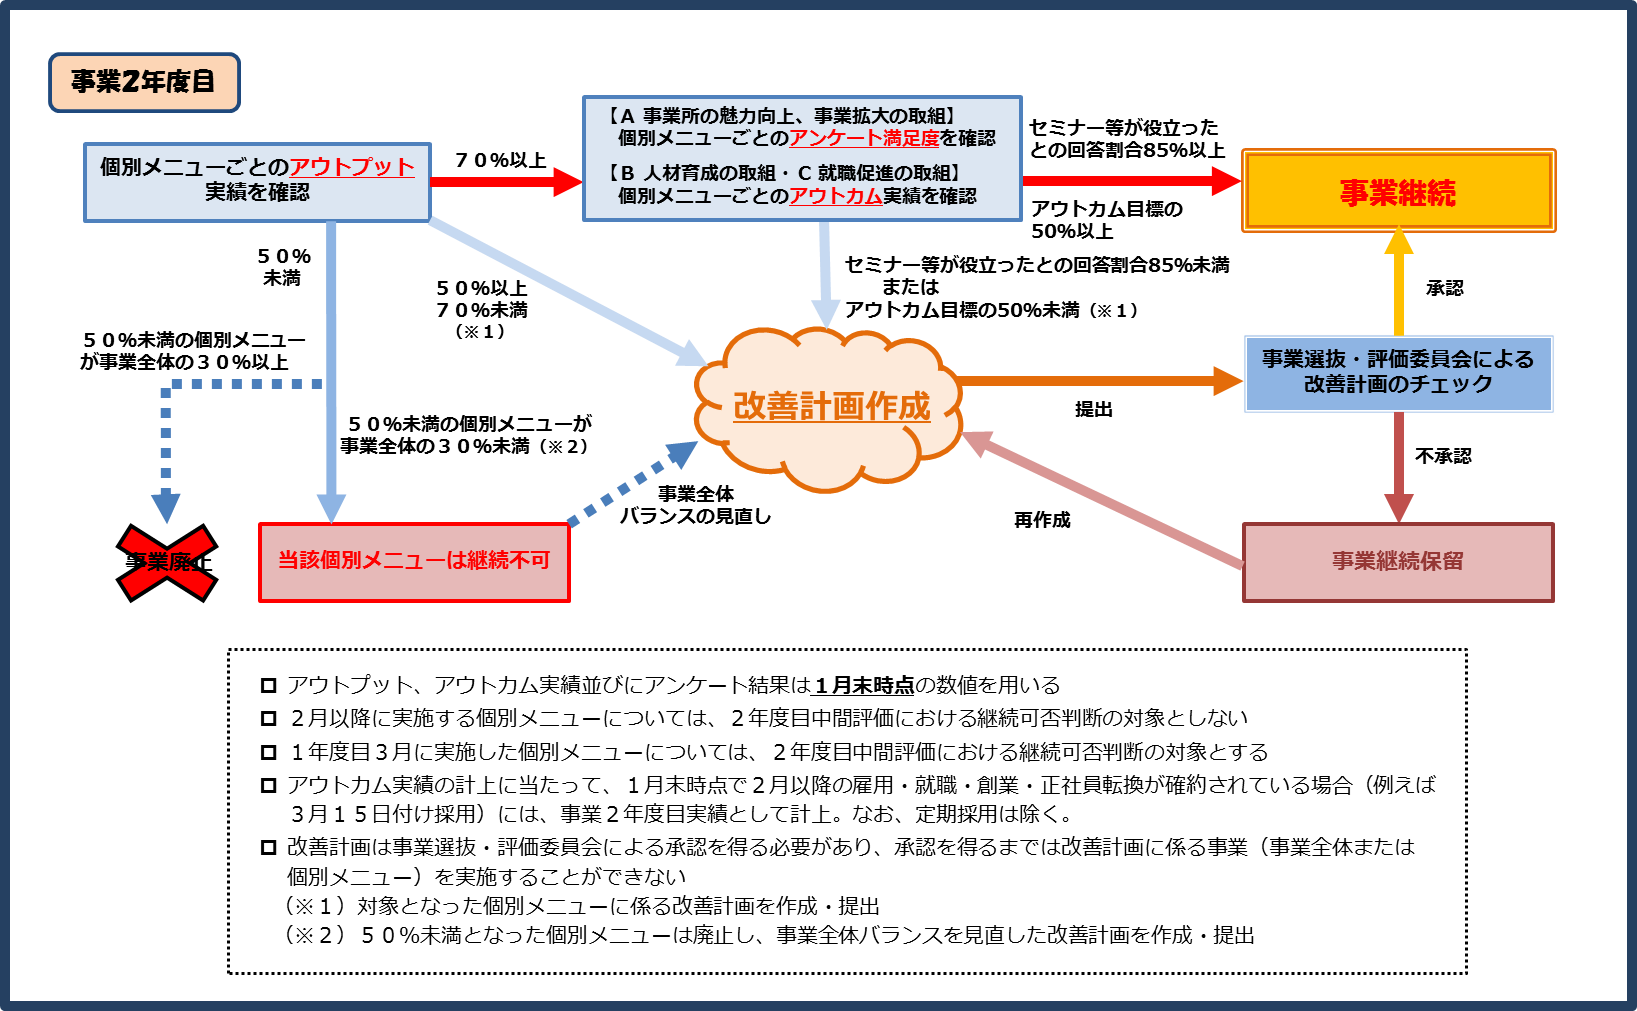 事業2年度目
個別メニューごとのアウトプット
実績を確認
７０％以上
【Ａ 事業所の魅力向上、事業拡大の取組】
個別メニューごとのアンケート満足度を確認
【Ｂ 人材育成の取組・Ｃ 就職促進の取組】
個別メニューごとのアウトカム実績を確認
セミナー等が役立った
との回答割合85%以上
アウトカム目標の
50%以上
事業継続
５０％
未満
５０％以上
７０％未満
（※１）
セミナー等が役立ったとの回答割合85%未満
または
アウトカム目標の50%未満（※１）
承認
５０％未満の個別メニュー
が事業全体の３０％以上
５０％未満の個別メニューが
事業全体の３０％未満（※２）
改善計画作成
提出
事業選抜・評価委員会による
改善計画のチェック
不承認
事業全体
バランスの見直し
再作成
事業廃止
当該個別メニューは継続不可
事業継続保留
アウトプット、アウトカム実績並びにアンケート結果は１月末時点の数値を用いる
２月以降に実施する個別メニューについては、２年度目中間評価における継続可否判断の対象としない
１年度目３月に実施した個別メニューについては、２年度目中間評価における継続可否判断の対象とする
アウトカム実績の計上に当たって、１月末時点で２月以降の雇用・就職・創業・正社員転換が確約されている場合（例えば
３月１５日付け採用）には、事業２年度目実績として計上。なお、定期採用は除く。
改善計画は事業選抜・評価委員会による承認を得る必要があり、承認を得るまでは改善計画に係る事業（事業全体または
個別メニュー）を実施することができない
（※１）対象となった個別メニューに係る改善計画を作成・提出
（※２）５０％未満となった個別メニューは廃止し、事業全体バランスを見直した改善計画を作成・提出